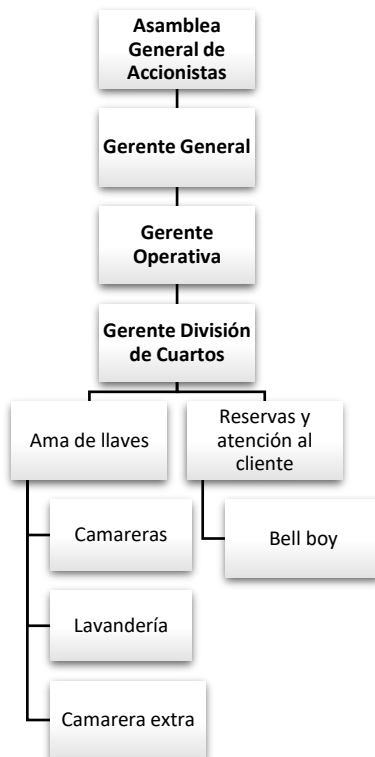 Asamblea
General de
Accionistas
Gerente General
Gerente
Operativa
Gerente División
de Cuartos
Ama de llaves
Reservas y
atención al
cliente
Camareras
Bell boy
Lavandería
Camarera extra